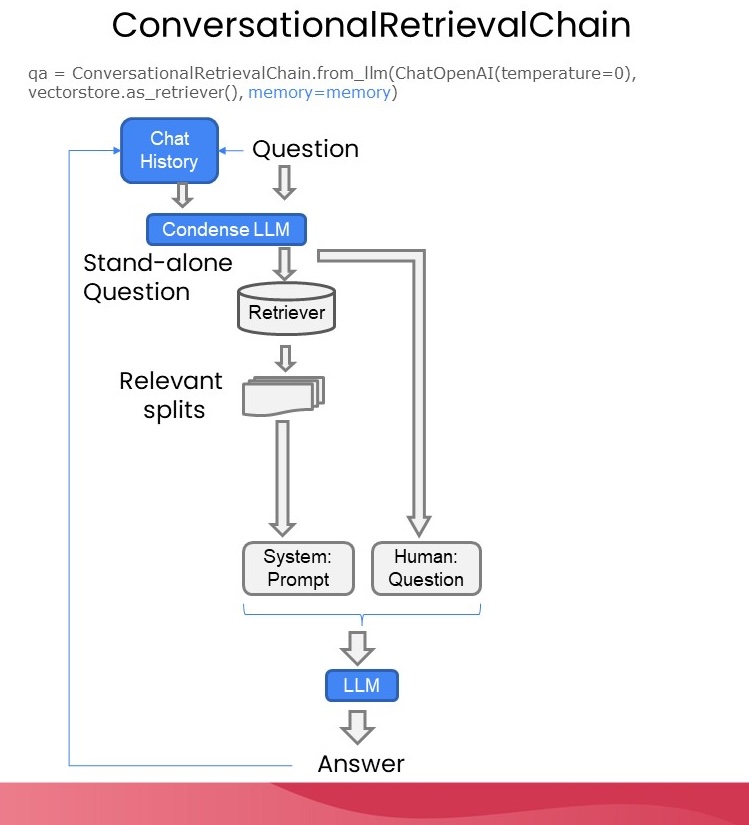 ConversationalRetrievalChain
qa = ConversationalRetrievalChain.from_llm(ChatOpenAI(temperature=0),
vectorstore.as_retriever(), memory=memory)
Chat
History
Question
Condense LLM
Stand-alone
Question
Retriever
Relevant
splits
System:
Prompt
Human:
Question
LLM
Answer